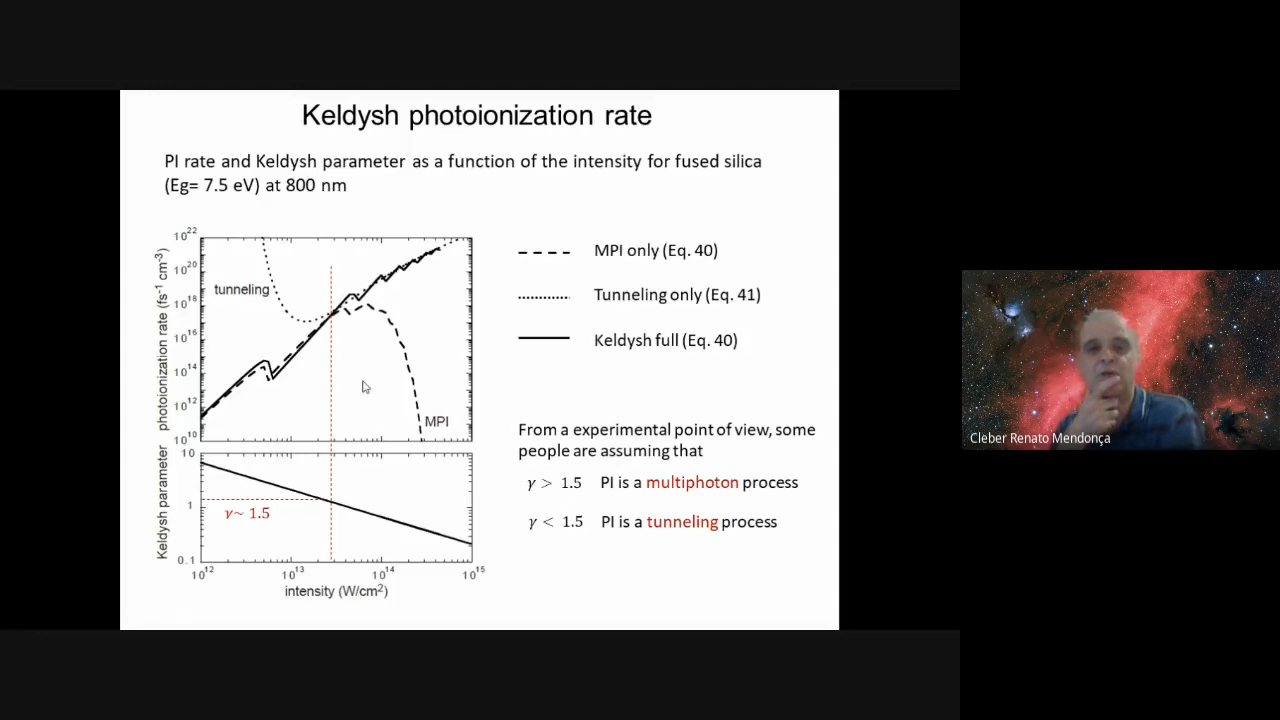 Keldysh photoionization rate
PI rate and Keldysh parameter as a function of the intensity for fused silica
(Eg= 7.5 eV) at 800 nm
photoionization rate (fs⁻¹ cm⁻³)
10²²
10²⁰
10¹⁸
10¹⁶
10¹⁴
10¹²
10¹⁰
tunneling
MPI
MPI only (Eq. 40)
Tunneling only (Eq. 41)
Keldysh full (Eq. 40)
Keldysh parameter
10
1
0.1
γ~ 1.5
10¹²
10¹³
10¹⁴
10¹⁵
intensity (W/cm²)
From a experimental point of view, some
people are assuming that
γ > 1.5 PI is a multiphoton process
γ < 1.5 PI is a tunneling process
Cleber Renato Mendonça